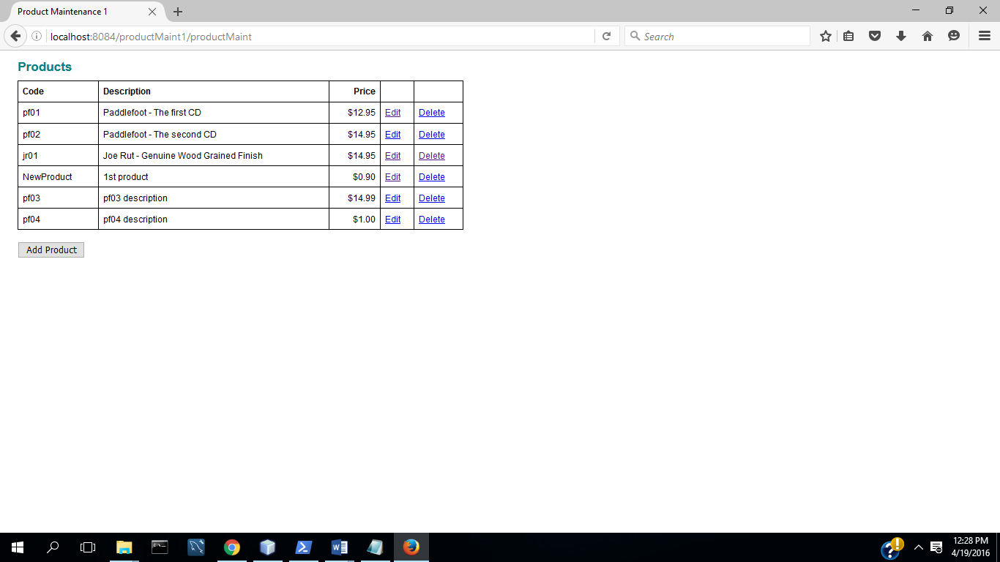 Product Maintenance 1
localhost:8084/productMaint1/productMaint
Search
Products
Code Description Price
pf01 Paddlefoot - The first CD $12.95 Edit Delete
pf02 Paddlefoot - The second CD $14.95 Edit Delete
jr01 Joe Rut - Genuine Wood Grained Finish $14.95 Edit Delete
NewProduct 1st product $0.90 Edit Delete
pf03 pf03 description $14.99 Edit Delete
pf04 pf04 description $1.00 Edit Delete
Add Product
12:28 PM
4/19/2016